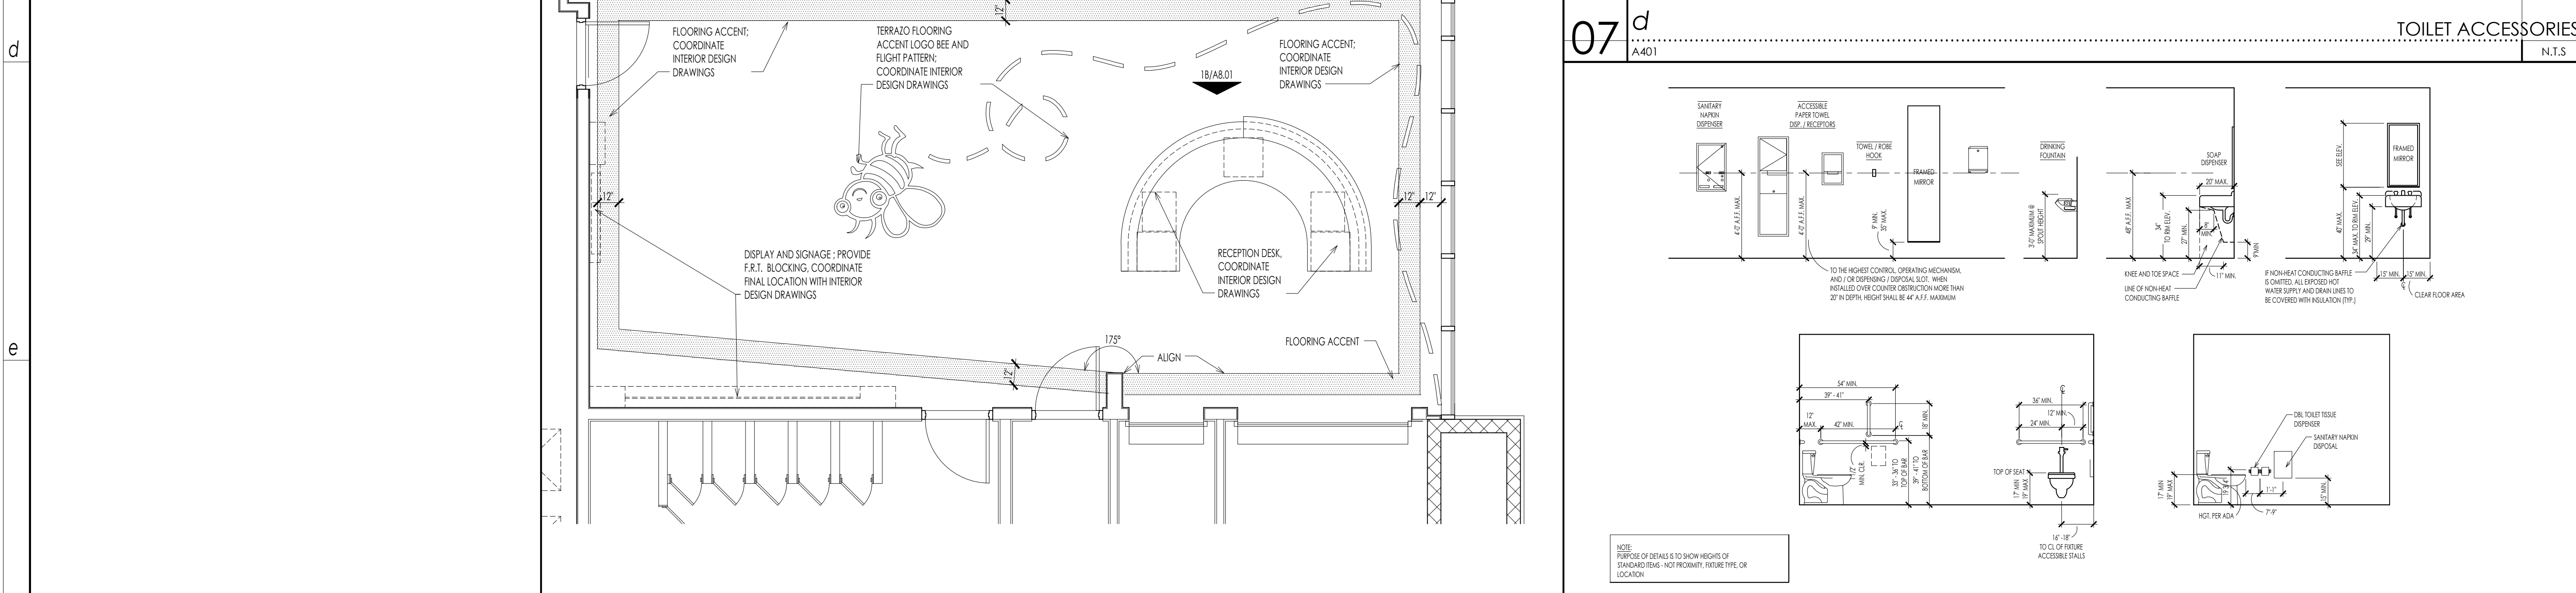 d
e
12"
FLOORING ACCENT;
COORDINATE
INTERIOR DESIGN
DRAWINGS
TERRAZO FLOORING
ACCENT LOGO BEE AND
FLIGHT PATTERN;
COORDINATE INTERIOR
DESIGN DRAWINGS
FLOORING ACCENT;
COORDINATE
INTERIOR DESIGN
DRAWINGS
1B/A8.01
12"
12"
12"
DISPLAY AND SIGNAGE ; PROVIDE
F.R.T. BLOCKING, COORDINATE
FINAL LOCATION WITH INTERIOR
DESIGN DRAWINGS
RECEPTION DESK,
COORDINATE
INTERIOR DESIGN
DRAWINGS
175°
ALIGN
FLOORING ACCENT
12"
07
d
A401
TOILET ACCESSORIES
N.T.S
SANITARY
NAPKIN
DISPENSER
ACCESSIBLE
PAPER TOWEL
DISP. / RECEPTORS
TOWEL / ROBE
HOOK
FRAMED
MIRROR
4'-0" A.F.F. MAX.
4'-0" A.F.F. MAX.
9" MIN.
35" MAX.
TO THE HIGHEST CONTROL, OPERATING MECHANISM,
AND / OR DISPENSING / DISPOSAL SLOT. WHEN
INSTALLED OVER COUNTER OBSTRUCTION MORE THAN
20" IN DEPTH, HEIGHT SHALL BE 44" A.F.F. MAXIMUM
DRINKING
FOUNTAIN
3'-0" MAXIMUM @
SPOUT HEIGHT
SOAP
DISPENSER
20" MAX.
48" A.F.F. MAX
34"
TO RIM ELEV.
27" MIN.
8"
MIN.
9"MIN
11" MIN.
KNEE AND TOE SPACE
LINE OF NON-HEAT
CONDUCTING BAFFLE
SEE ELEV.
FRAMED
MIRROR
40" MAX.
34" MAX. TO RIM ELEV.
29" MIN.
IF NON-HEAT CONDUCTING BAFFLE
IS OMITTED, ALL EXPOSED HOT
WATER SUPPLY AND DRAIN LINES TO
BE COVERED WITH INSULATION (TYP.)
15" MIN.
15" MIN.
CLEAR FLOOR AREA
54" MIN.
39" - 41"
12"
MAX.
42" MIN.
18" MIN.
12"
MIN. CLR.
33" - 36" TO
TOP OF BAR
39" - 41" TO
BOTTOM OF BAR
36" MIN.
12" MIN.
24" MIN.
TOP OF SEAT
17" MIN
19" MAX
16" -18"
TO CL OF FIXTURE
ACCESSIBLE STALLS
DBL TOILET TISSUE
DISPENSER
SANITARY NAPKIN
DISPOSAL
17" MIN
19" MAX.
1'-1"
7"-9"
15" MIN.
HGT. PER ADA
NOTE:
PURPOSE OF DETAILS IS TO SHOW HEIGHTS OF
STANDARD ITEMS - NOT PROXIMITY, FIXTURE TYPE, OR
LOCATION